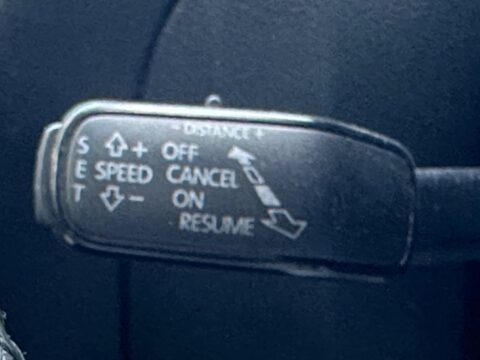 - DISTANCE +
S + OFF
E SPEED CANCEL
T - ON
RESUME